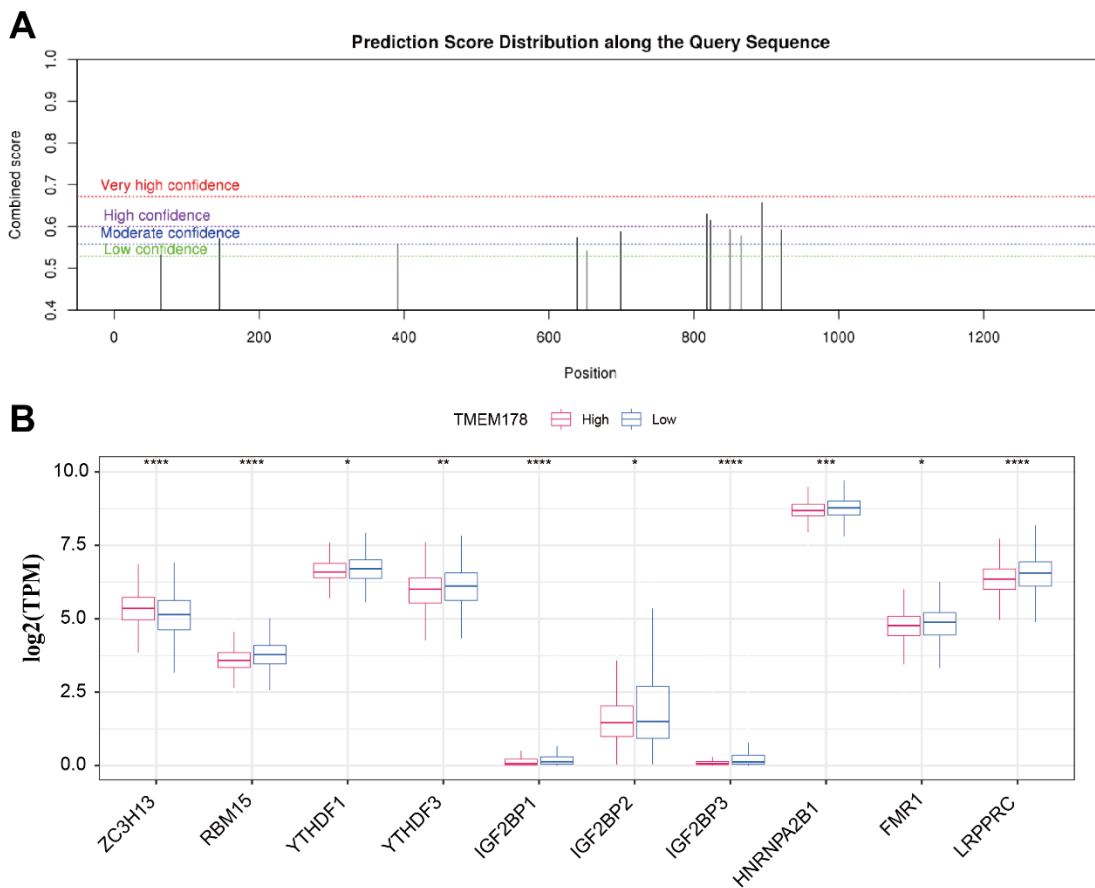 A
Prediction Score Distribution along the Query Sequence
Combined score
1.0
0.9
0.8
0.7
0.6
0.5
0.4
Very high confidence
High confidence
Moderate confidence
Low confidence
0 200 400 600 800 1000 1200
Position
B
TMEM178 High Low
log2(TPM)
**** **** * ** **** * **** *** * ****
10.0
7.5
5.0
2.5
0.0
ZC3H13
RBM15
YTHDF1
YTHDF3
IGF2BP1
IGF2BP2
IGF2BP3
HNRNPA2B1
FMR1
LRPPRC